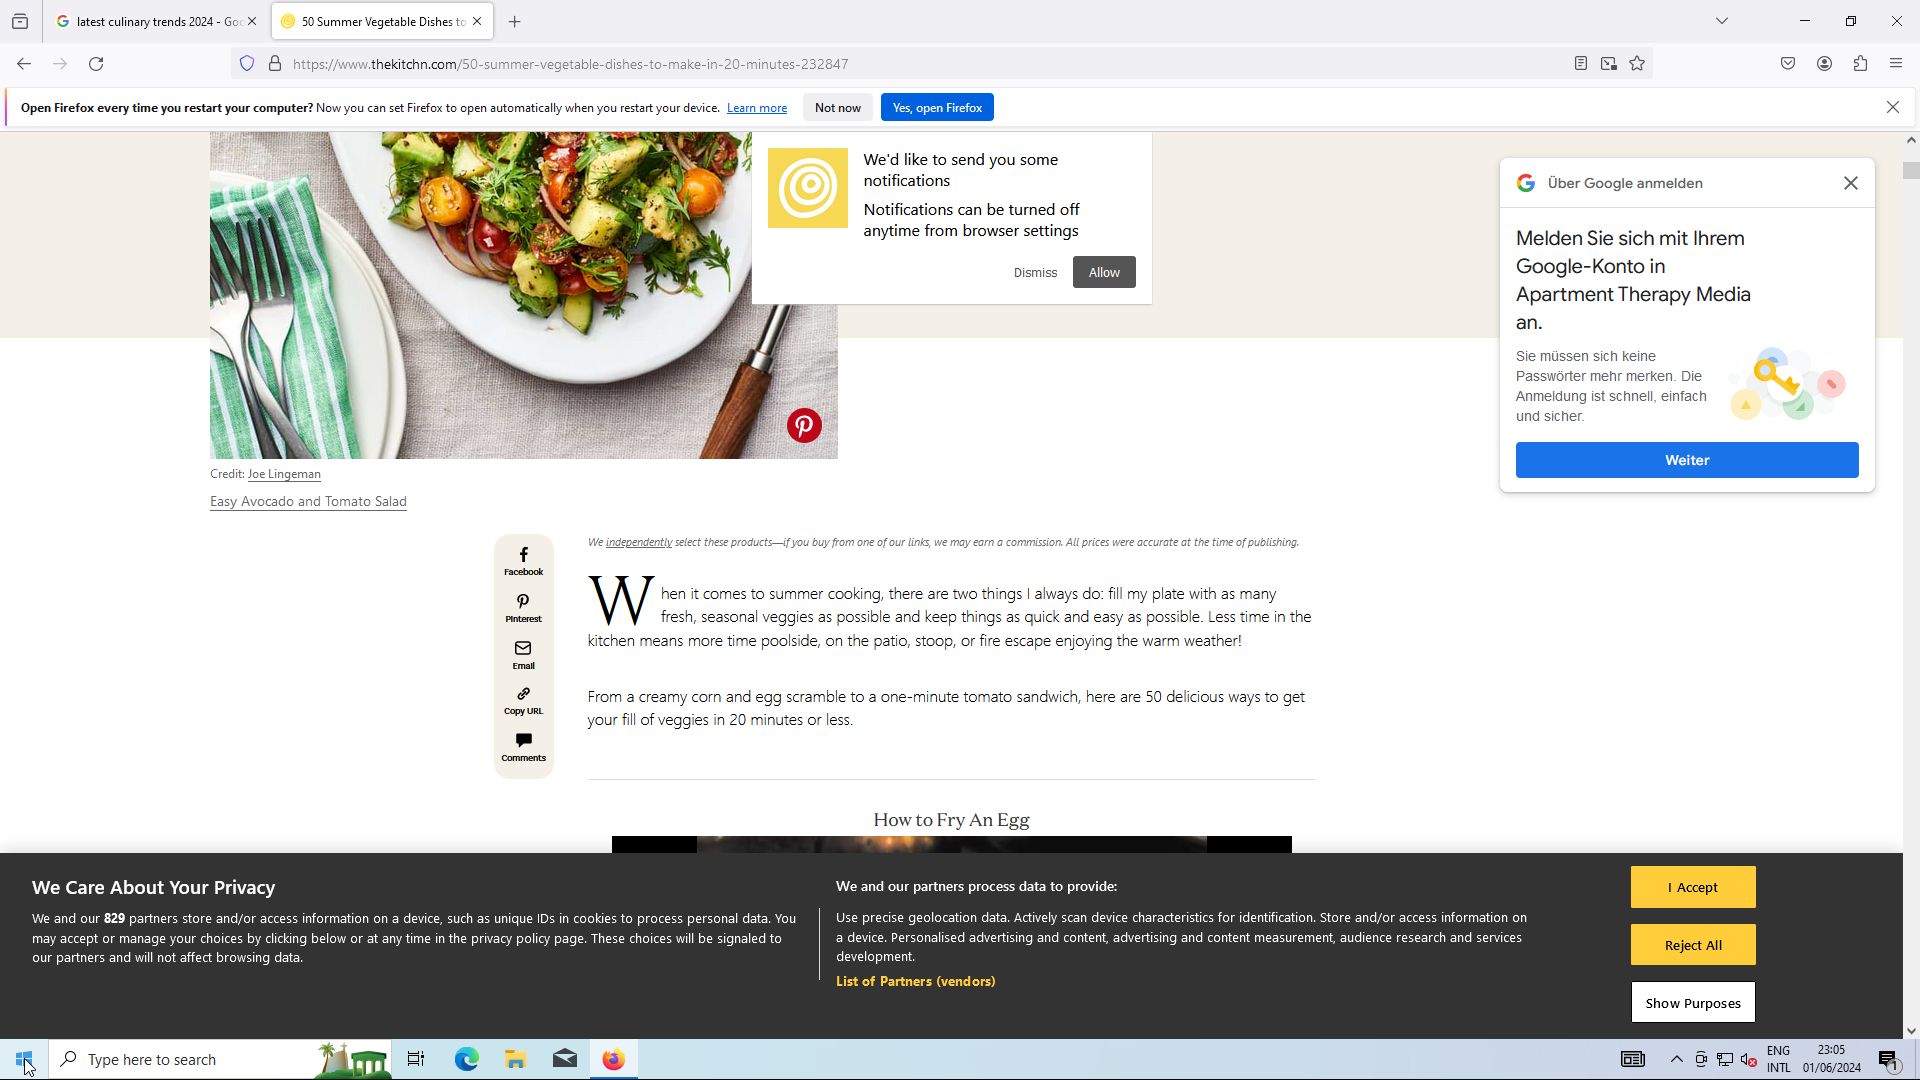 latest culinary trends 2024 - Goo
50 Summer Vegetable Dishes to
https://www.thekitchn.com/50-summer-vegetable-dishes-to-make-in-20-minutes-232847
Open Firefox every time you restart your computer? Now you can set Firefox to open automatically when you restart your device. Learn more
Not now
Yes, open Firefox
We'd like to send you some
notifications
Notifications can be turned off
anytime from browser settings
Dismiss
Allow
Über Google anmelden
Melden Sie sich mit Ihrem
Google-Konto in
Apartment Therapy Media
an.
Sie müssen sich keine
Passwörter mehr merken. Die
Anmeldung ist schnell, einfach
und sicher.
Weiter
Credit: Joe Lingeman
Easy Avocado and Tomato Salad
Facebook
Pinterest
Email
Copy URL
Comments
We independently select these products—if you buy from one of our links, we may earn a commission. All prices were accurate at the time of publishing.
When it comes to summer cooking, there are two things I always do: fill my plate with as many
fresh, seasonal veggies as possible and keep things as quick and easy as possible. Less time in the
kitchen means more time poolside, on the patio, stoop, or fire escape enjoying the warm weather!
From a creamy corn and egg scramble to a one-minute tomato sandwich, here are 50 delicious ways to get
your fill of veggies in 20 minutes or less.
How to Fry An Egg
We Care About Your Privacy
We and our 829 partners store and/or access information on a device, such as unique IDs in cookies to process personal data. You
may accept or manage your choices by clicking below or at any time in the privacy policy page. These choices will be signaled to
our partners and will not affect browsing data.
We and our partners process data to provide:
Use precise geolocation data. Actively scan device characteristics for identification. Store and/or access information on
a device. Personalised advertising and content, advertising and content measurement, audience research and services
development.
List of Partners (vendors)
I Accept
Reject All
Show Purposes
Type here to search
ENG
INTL
23:05
01/06/2024
1